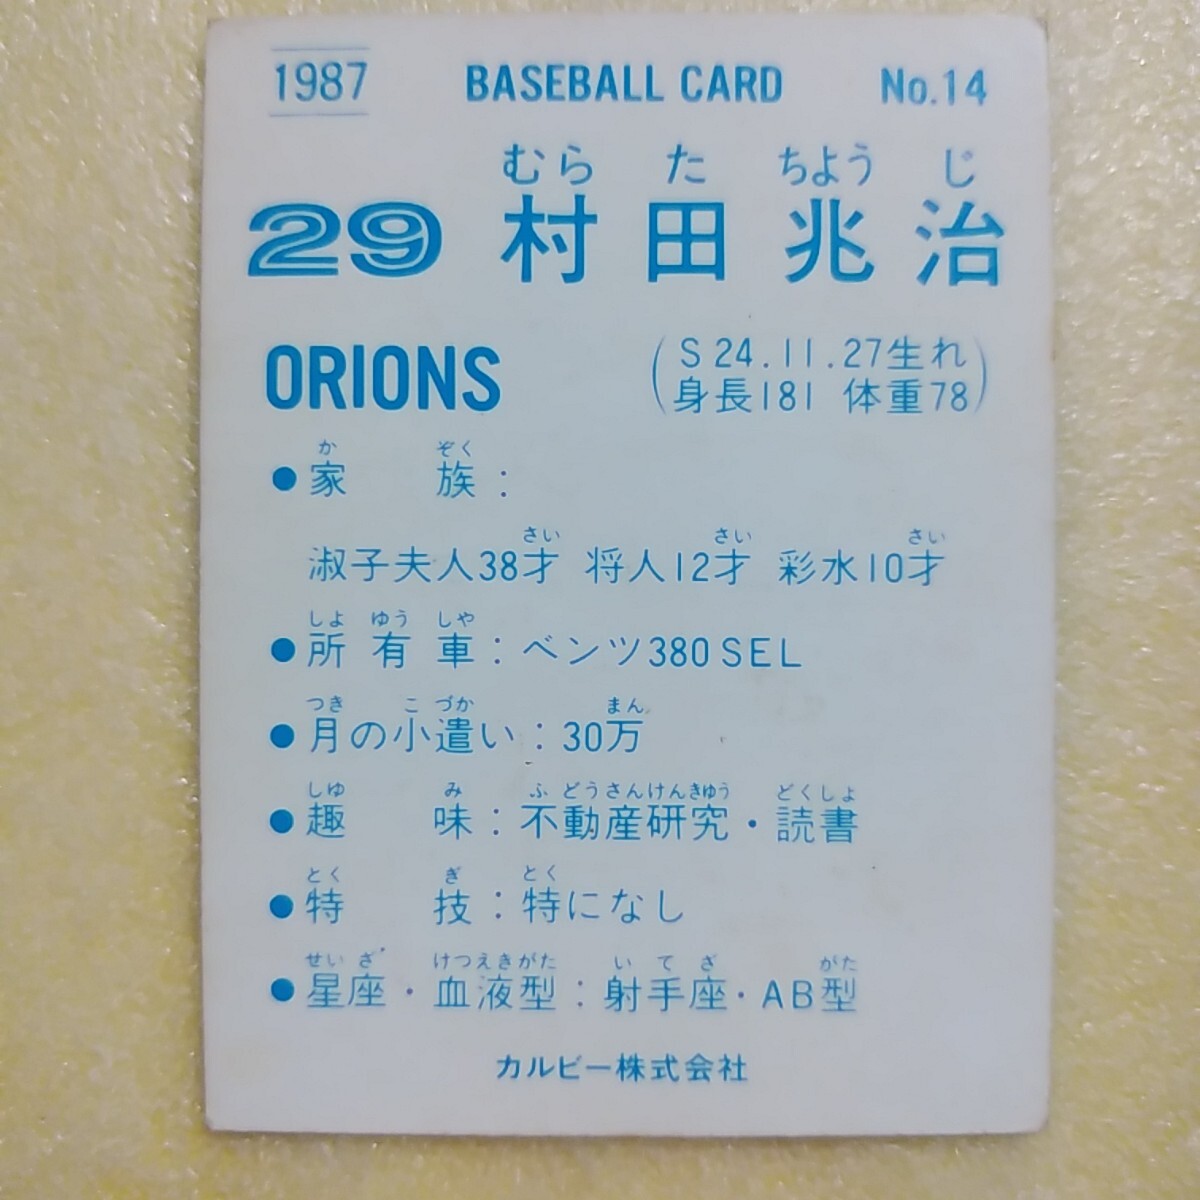 1987 BASEBALL CARD No.14
むら た ちょう じ
29 村田兆治
ORIONS
(S24.11.27生れ
身長181 体重78)
か ぞく
●家 族:
さい さい さい
淑子夫人38才 将人12才 彩水10才
しよ ゆう しや
●所有車:ベンツ380SEL
つき こ づか まん
●月の小遣い:30万
しゆ み ふ どうさんけんきゆう どくしよ
●趣 味:不動産研究・読書
とく ぎ とく
●特 技:特になし
せい ざ けつえきがた い て ざ がた
●星座・血液型:射手座・AB型
カルビー株式会社